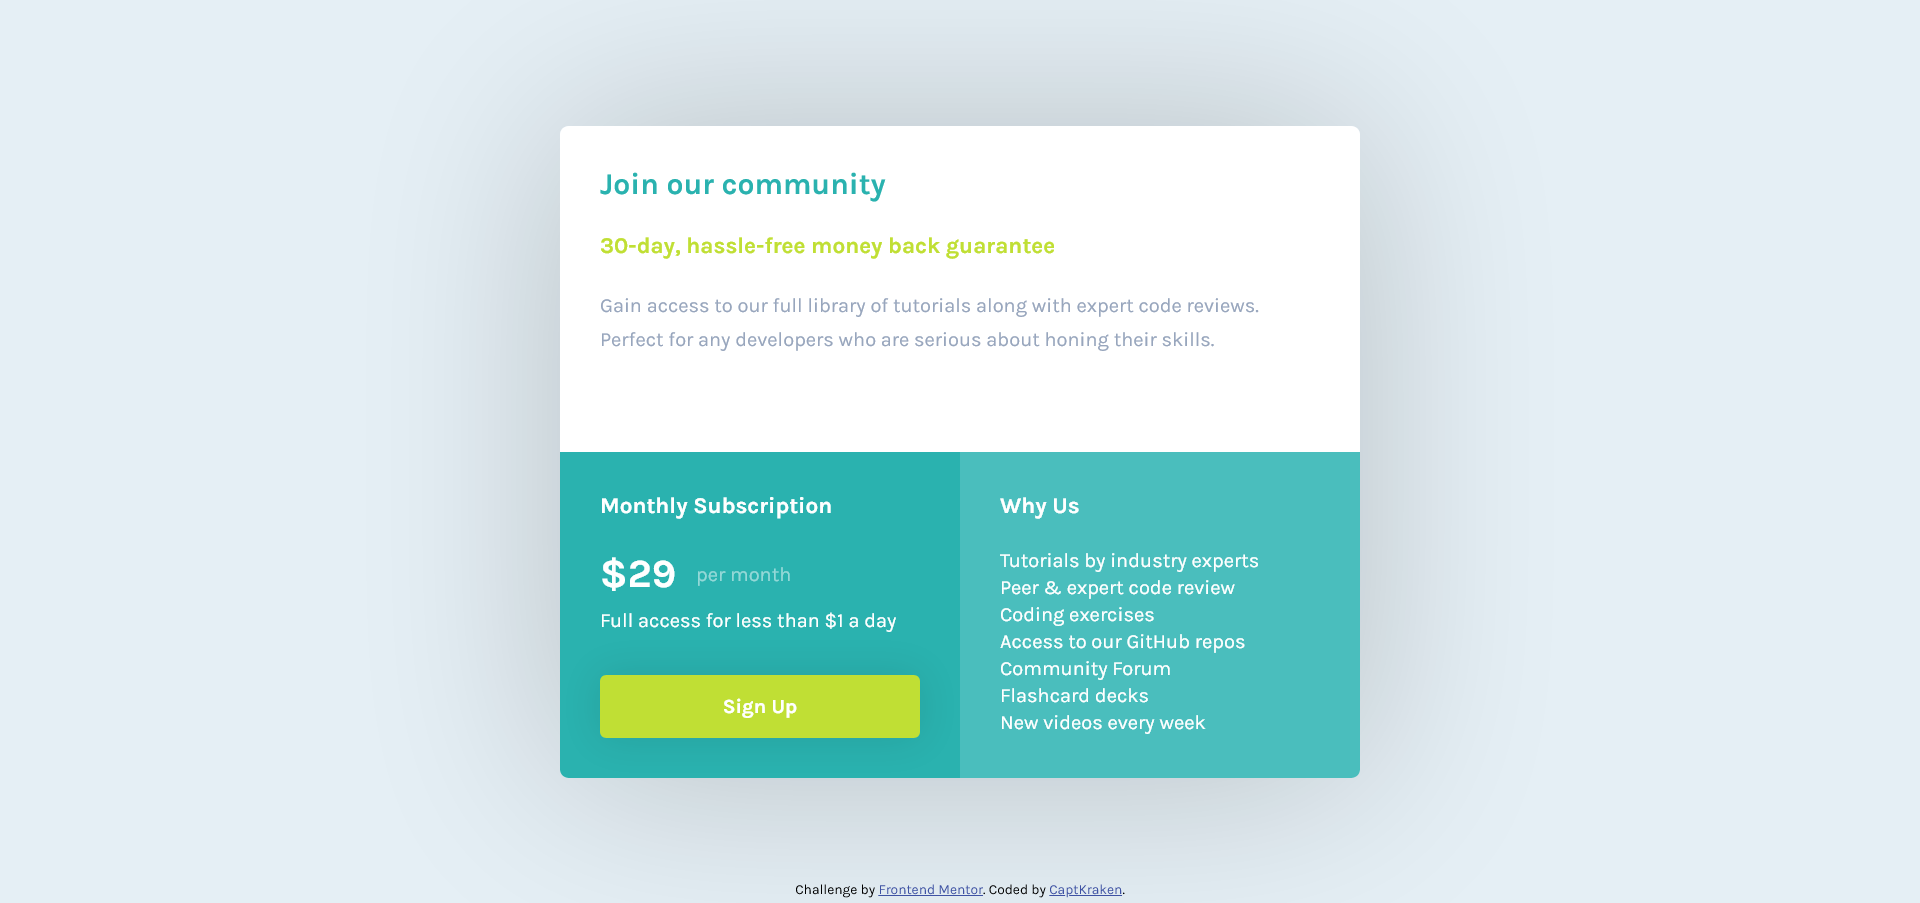 Join our community
30-day, hassle-free money back guarantee
Gain access to our full library of tutorials along with expert code reviews.
Perfect for any developers who are serious about honing their skills.
Monthly Subscription
$29 per month
Full access for less than $1 a day
Sign Up
Why Us
Tutorials by industry experts
Peer & expert code review
Coding exercises
Access to our GitHub repos
Community Forum
Flashcard decks
New videos every week
Challenge by Frontend Mentor. Coded by CaptKraken.